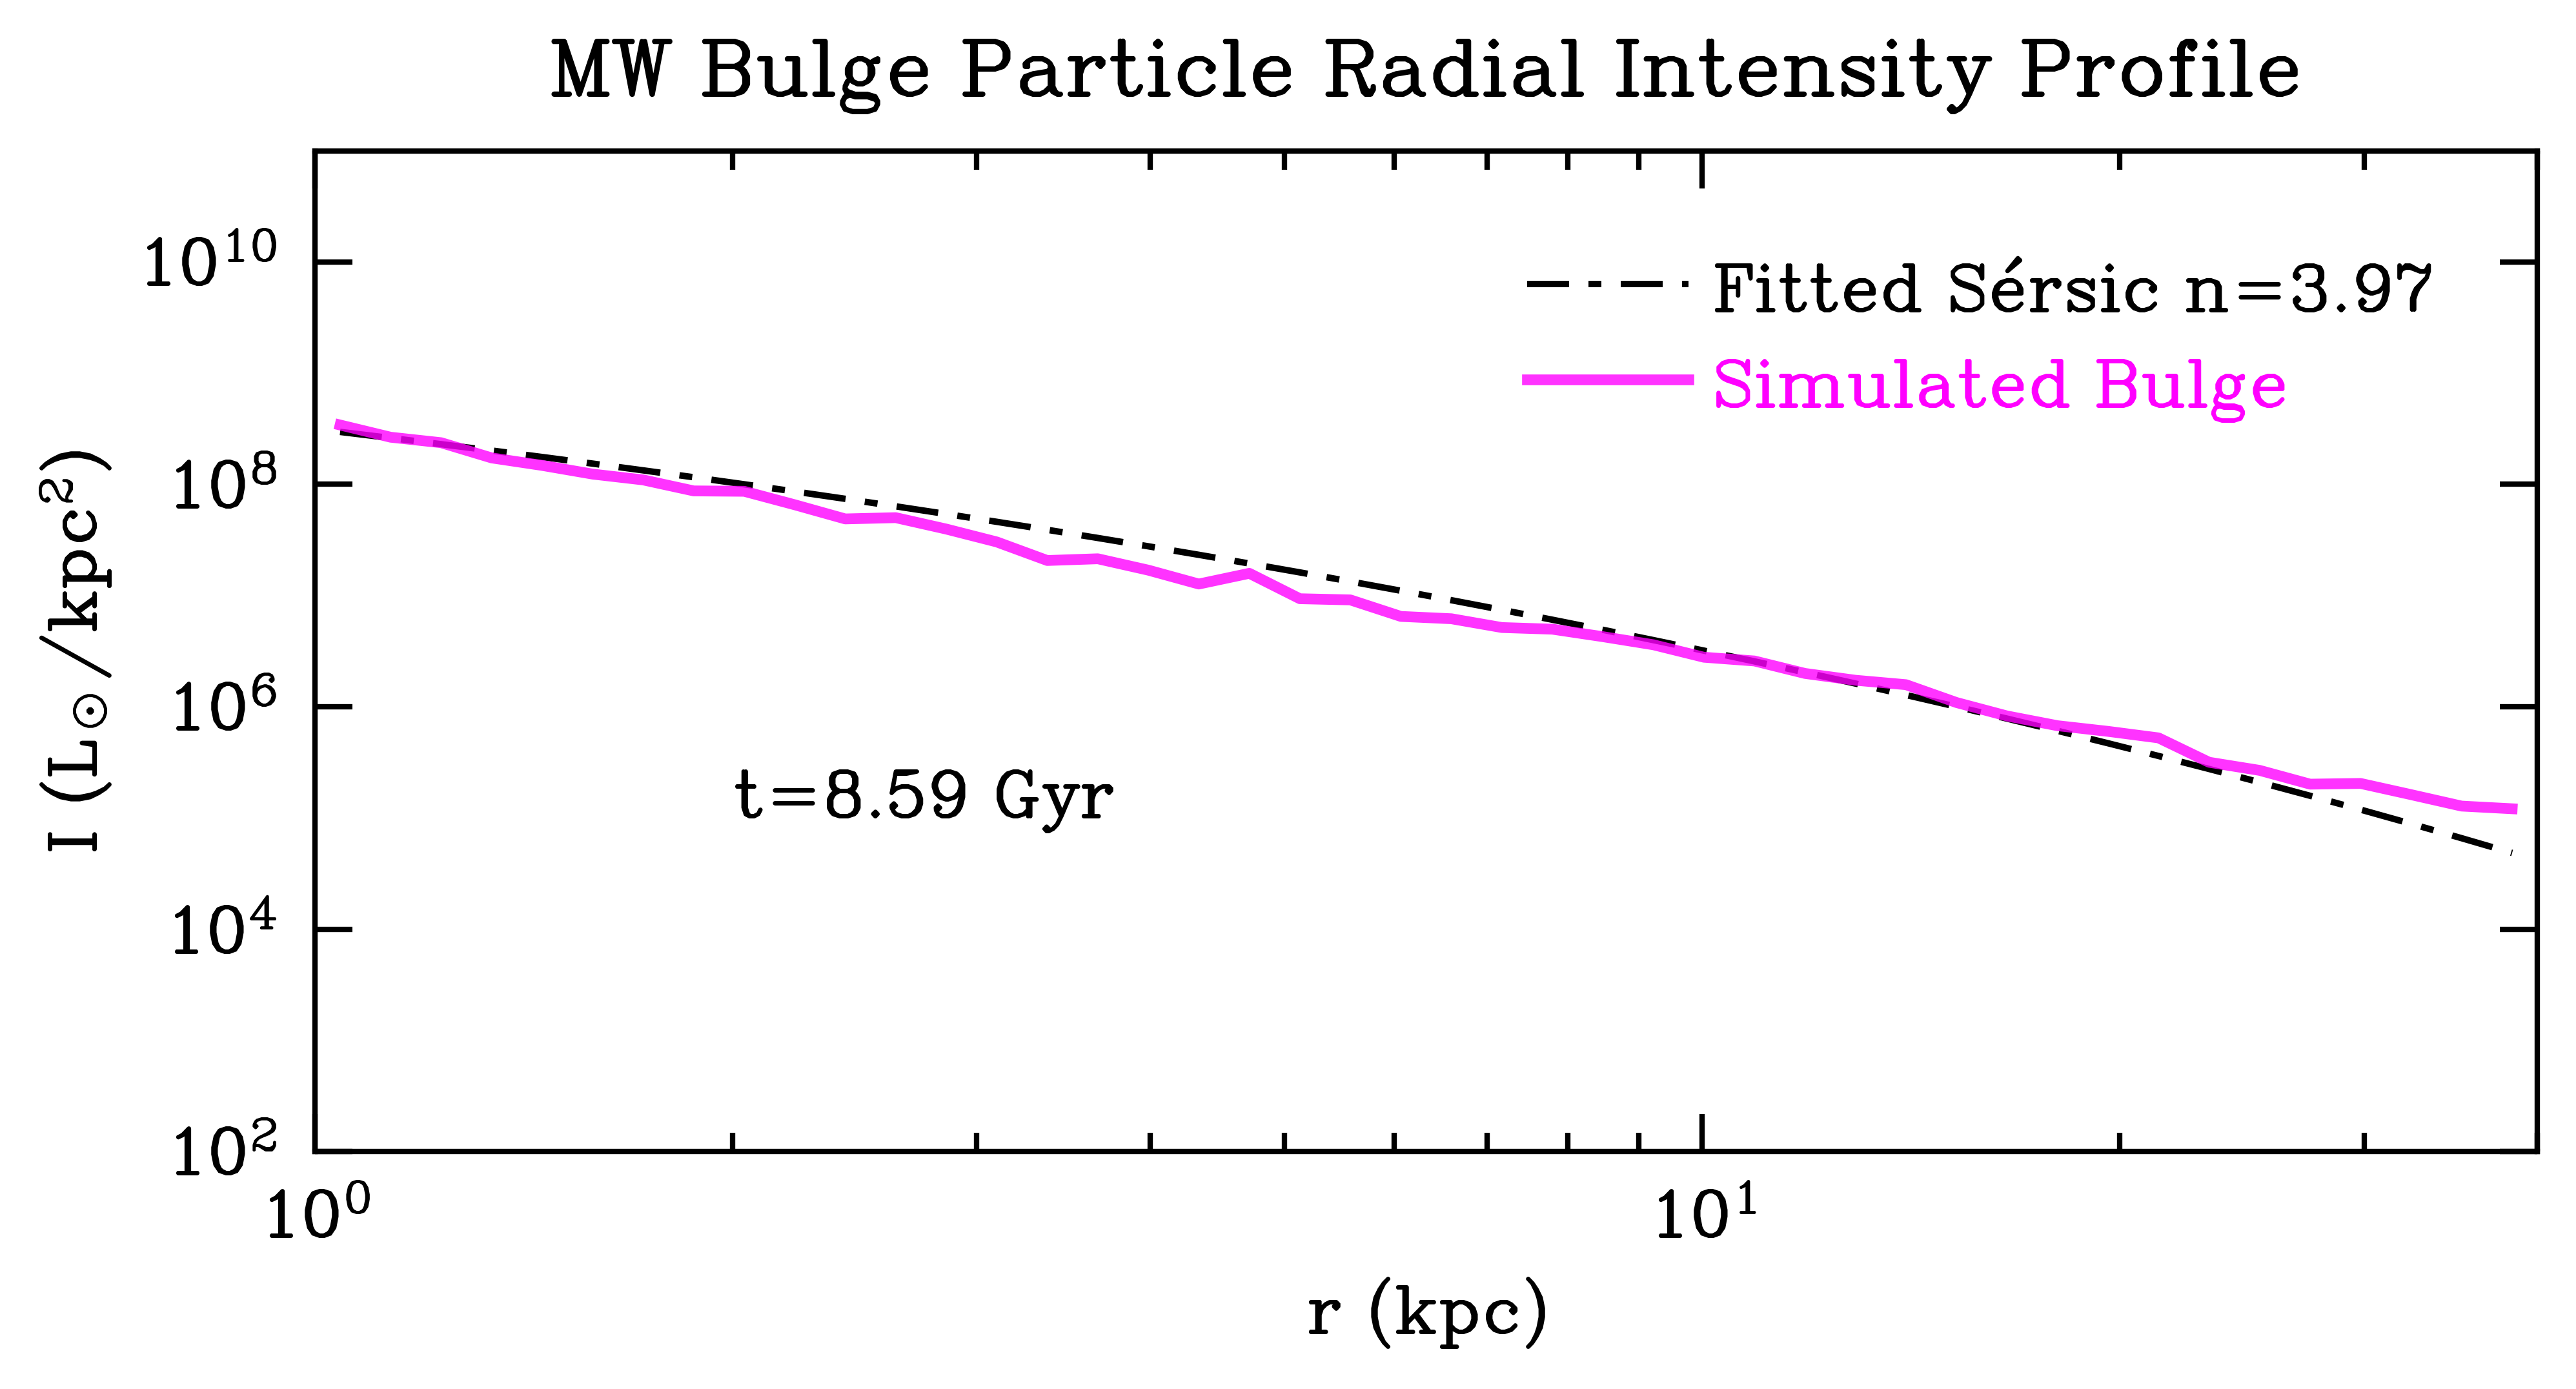 MW Bulge Particle Radial Intensity Profile
10¹⁰
10⁸
10⁶
10⁴
10²
I (L☉/kpc²)
Fitted Sérsic n=3.97
Simulated Bulge
t=8.59 Gyr
10⁰ 10¹
r (kpc)